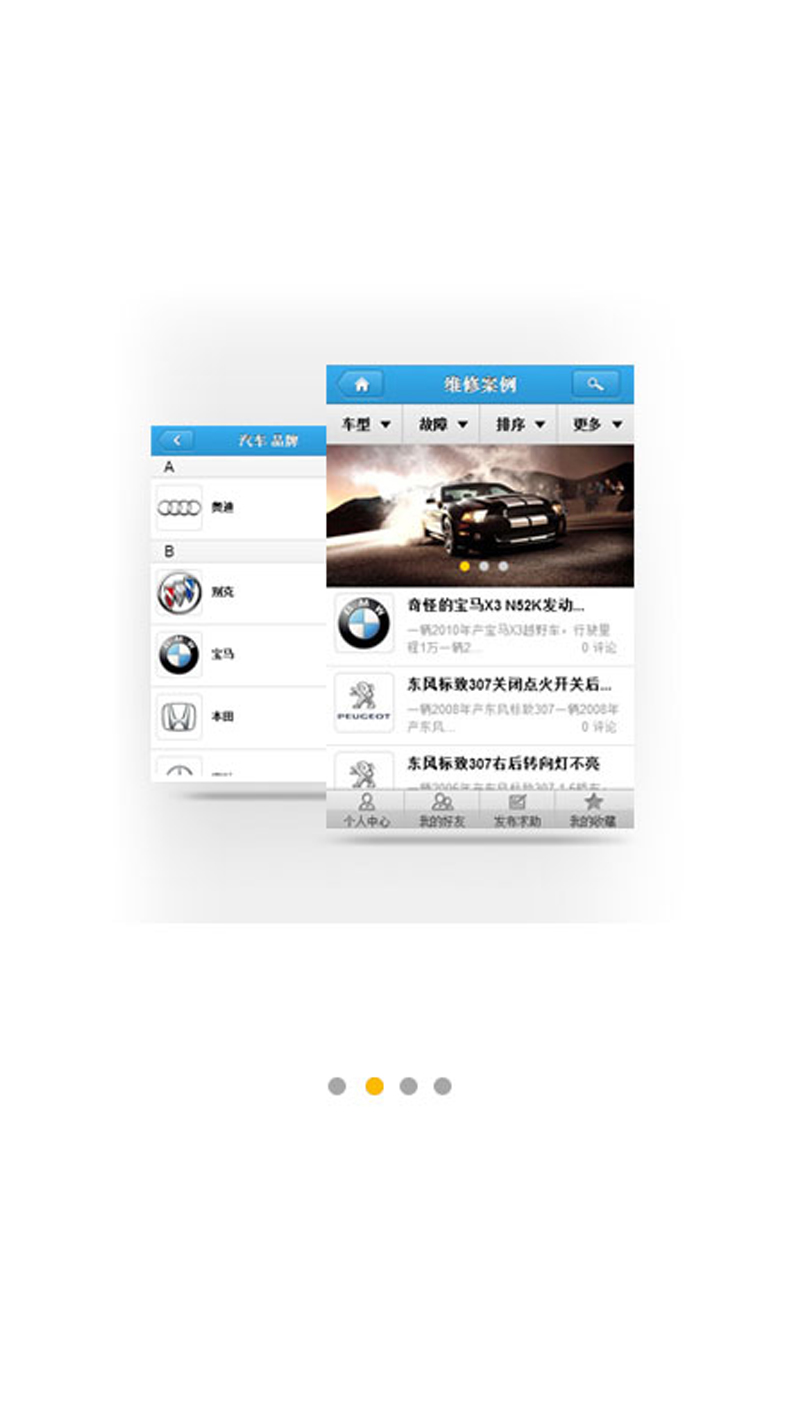 汽车 品牌
A
奥迪
B
别克
宝马
本田
维修案例
车型
故障
排序
更多
奇怪的宝马X3 N52K发动...
一辆2010年产宝马X3越野车，行驶里
程1万一辆2...
0 评论
PEUGEOT
东风标致307关闭点火开关后...
一辆2008年产东风标致307一辆2008年
产东风...
0 评论
东风标致307右后转向灯不亮
个人中心
我的好友
发布求助
我的收藏